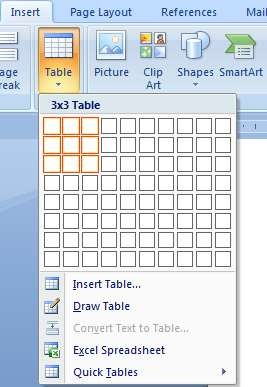 Insert Page Layout References Mail
age
reak
Table Picture Clip
Art Shapes SmartArt
3x3 Table
Insert Table...
Draw Table
Convert Text to Table...
Excel Spreadsheet
Quick Tables